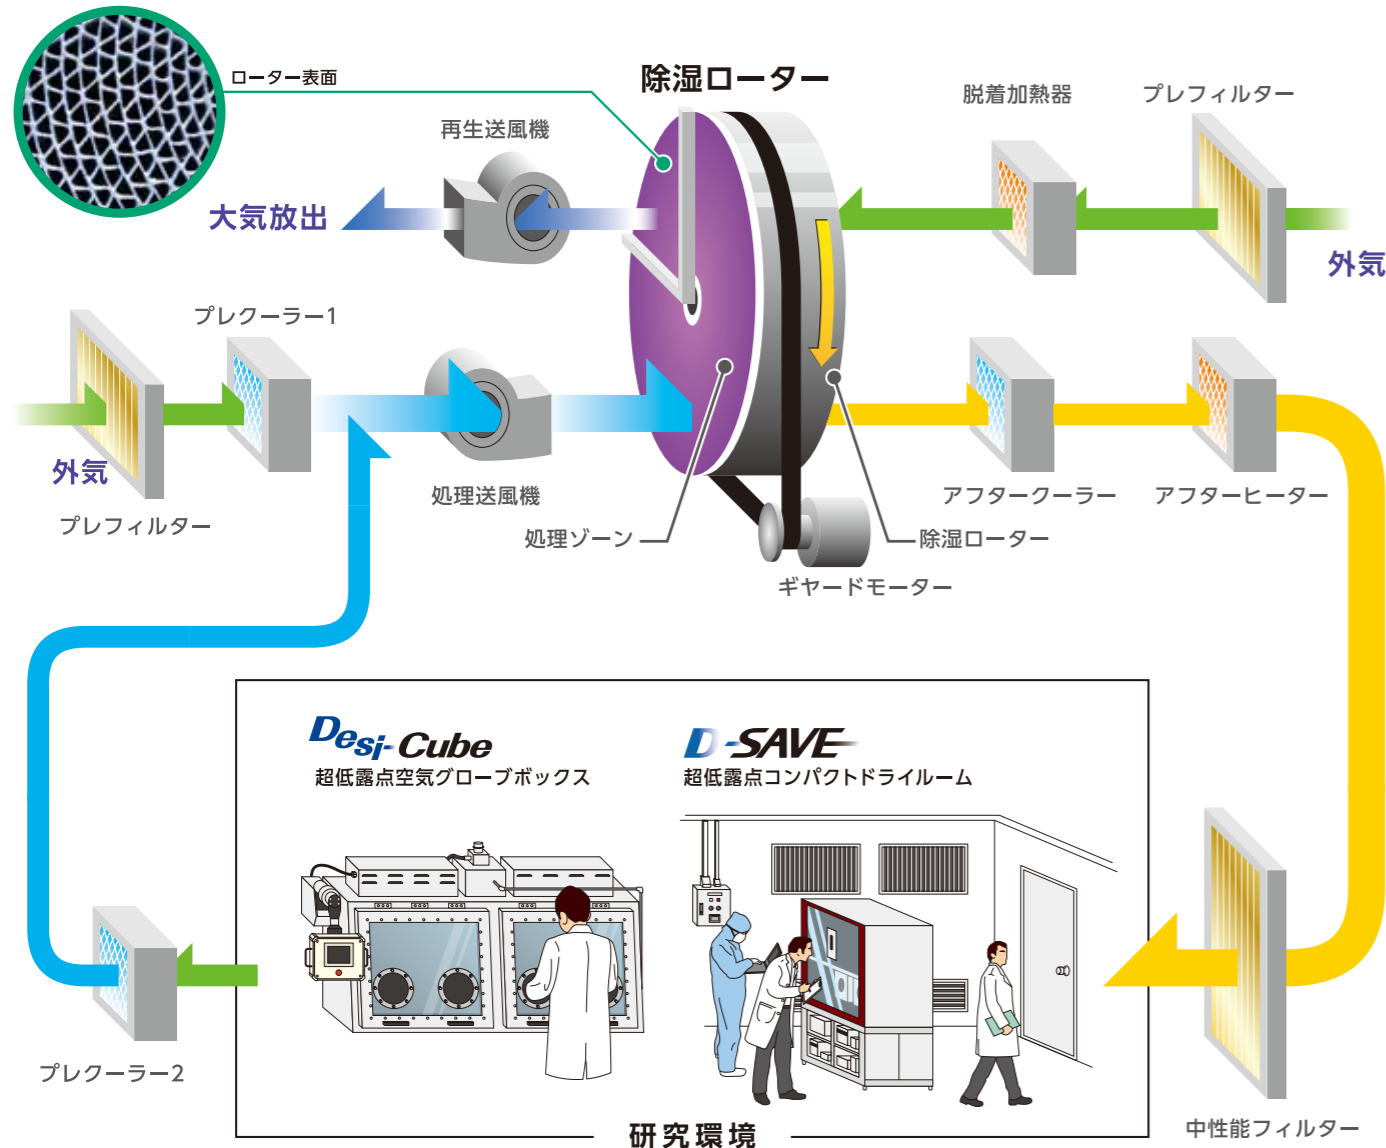 ローター表面
除湿ローター
再生送風機
脱着加熱器
プレフィルター
大気放出
外気
プレクーラー1
外気
プレフィルター
処理送風機
処理ゾーン
アフタークーラー
アフターヒーター
除湿ローター
ギヤードモーター
Desi-Cube
超低露点空気グローブボックス
D-SAVE
超低露点コンパクトドライルーム
プレクーラー2
中性能フィルター
研究環境